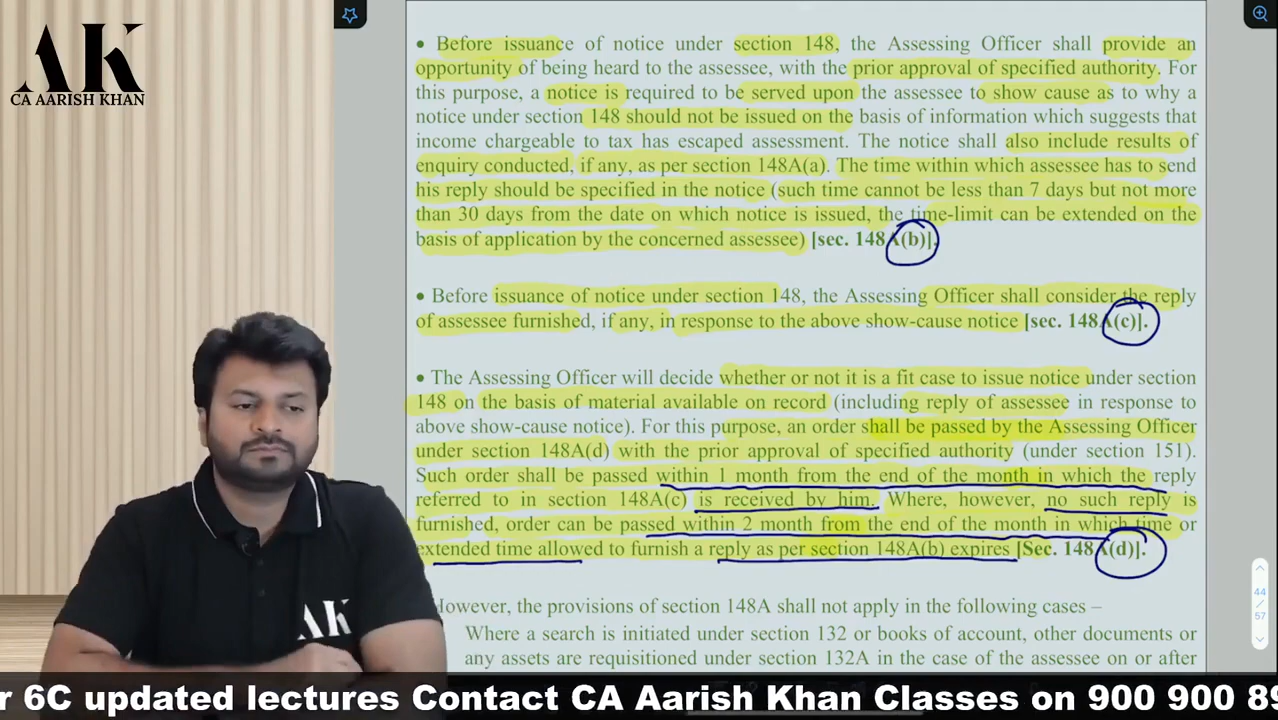 AK
CA AARISH KHAN
• Before issuance of notice under section 148, the Assessing Officer shall provide an
opportunity of being heard to the assessee, with the prior approval of specified authority. For
this purpose, a notice is required to be served upon the assessee to show cause as to why a
notice under section 148 should not be issued on the basis of information which suggests that
income chargeable to tax has escaped assessment. The notice shall also include results of
enquiry conducted, if any, as per section 148A(a). The time within which assessee has to send
his reply should be specified in the notice (such time cannot be less than 7 days but not more
than 30 days from the date on which notice is issued, the time-limit can be extended on the
basis of application by the concerned assessee) [sec. 148A(b)].
• Before issuance of notice under section 148, the Assessing Officer shall consider the reply
of assessee furnished, if any, in response to the above show-cause notice [sec. 148A(c)].
• The Assessing Officer will decide whether or not it is a fit case to issue notice under section
148 on the basis of material available on record (including reply of assessee in response to
above show-cause notice). For this purpose, an order shall be passed by the Assessing Officer
under section 148A(d) with the prior approval of specified authority (under section 151).
Such order shall be passed within 1 month from the end of the month in which the reply
referred to in section 148A(c) is received by him. Where, however, no such reply is
furnished, order can be passed within 2 month from the end of the month in which time or
extended time allowed to furnish a reply as per section 148A(b) expires [Sec. 148A(d)].
However, the provisions of section 148A shall not apply in the following cases –
Where a search is initiated under section 132 or books of account, other documents or
any assets are requisitioned under section 132A in the case of the assessee on or after
44
/
57
AK
r 6C updated lectures Contact CA Aarish Khan Classes on 900 900 89